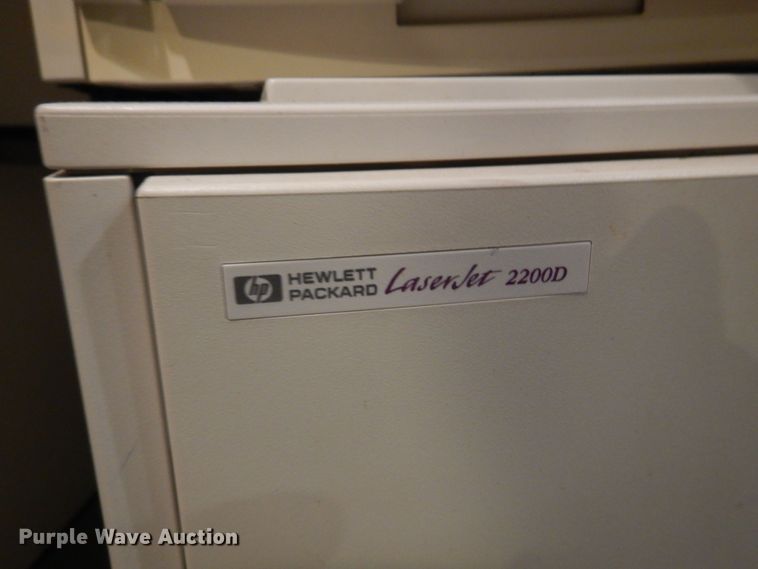 hp HEWLETT PACKARD LaserJet 2200D
Purple Wave Auction